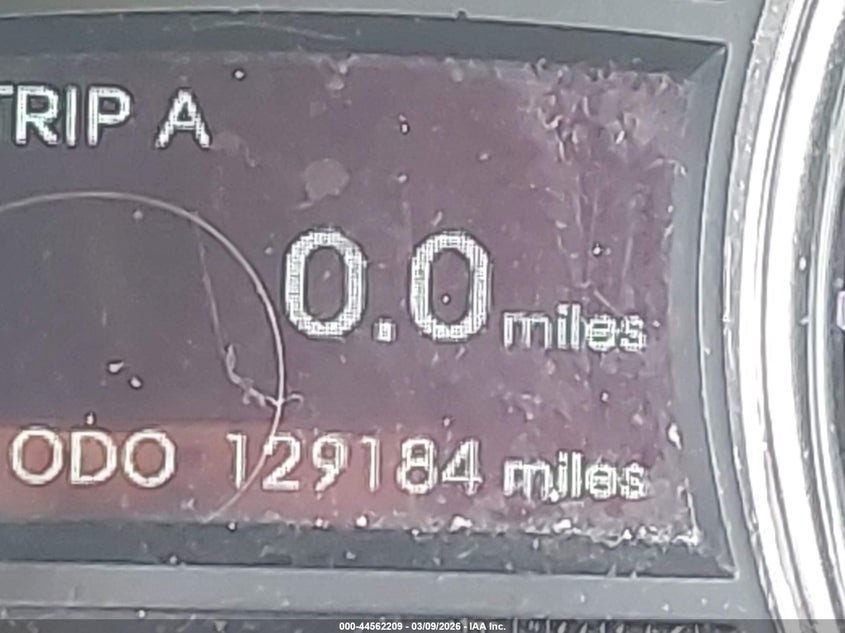 TRIP A
0.0 miles
ODO 129184 miles
000-44562209 - 03/09/2026 - IAA Inc.